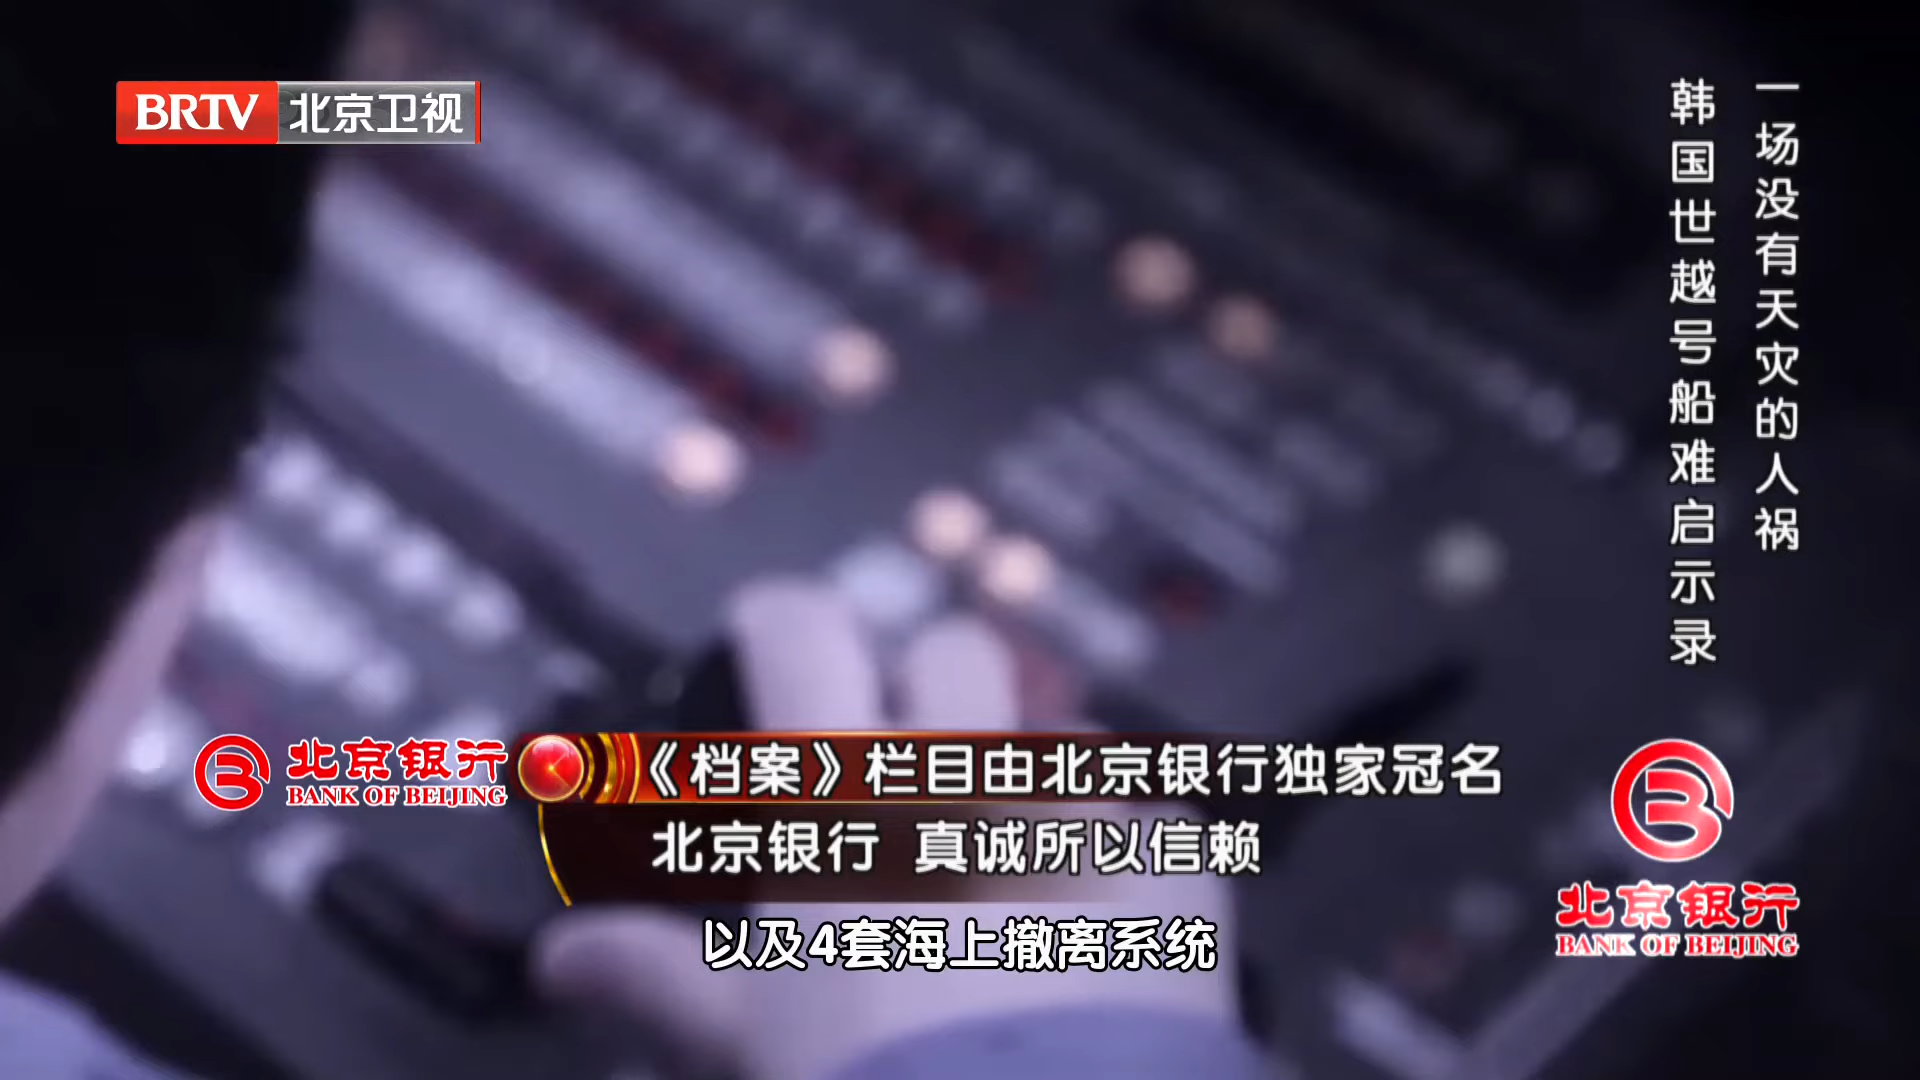 BRTV 北京卫视
一场没有天灾的人祸
韩国世越号船难启示录
北京银行
BANK OF BEIJING
《档案》栏目由北京银行独家冠名
北京银行 真诚所以信赖
北京银行
BANK OF BEIJING
以及4套海上撤离系统